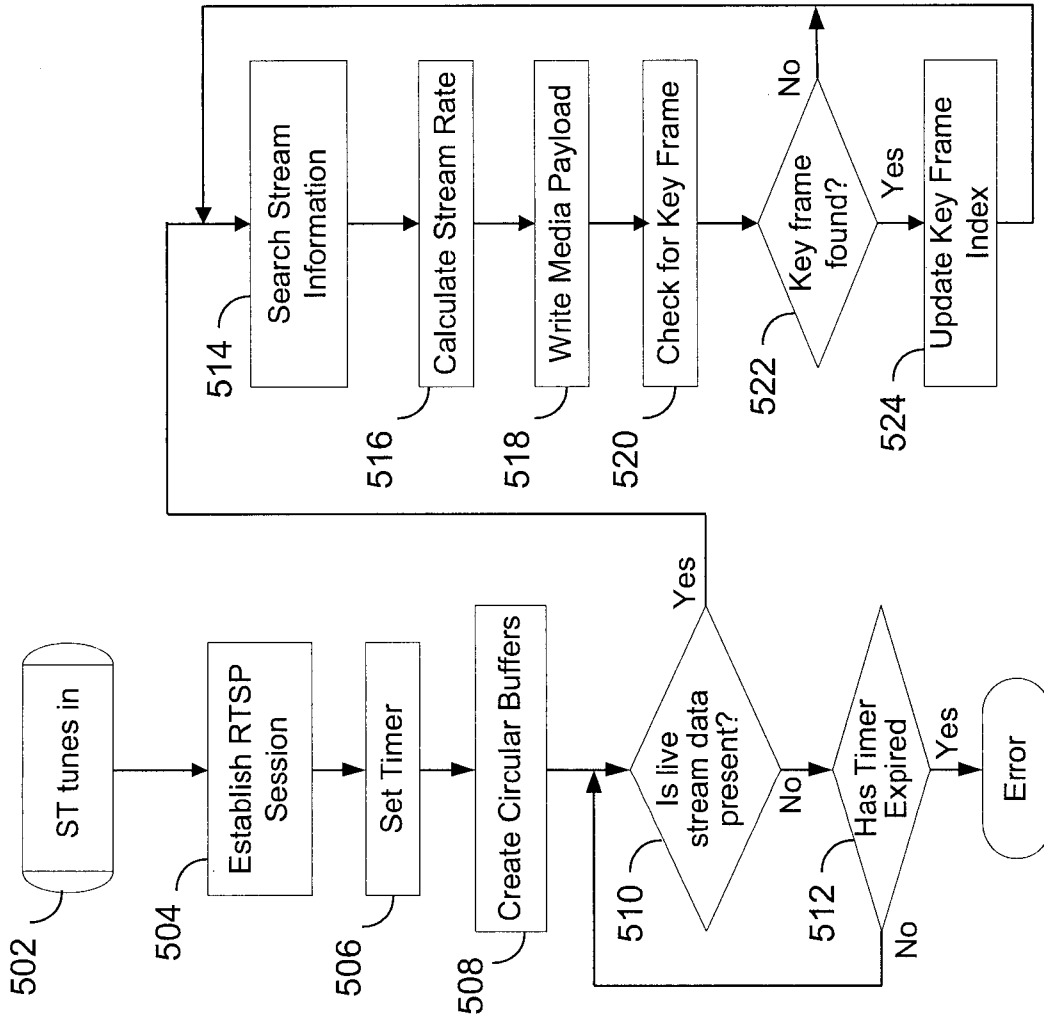 502
ST tunes in
504
Establish RTSP
Session
506
Set Timer
508
Create Circular Buffers
510
Is live
stream data
present?
Yes
No
512
Has Timer
Expired
No
Yes
Error
514
Search Stream
Information
516
Calculate Stream Rate
518
Write Media Payload
520
Check for Key Frame
522
Key frame
found?
No
Yes
524
Update Key Frame
Index